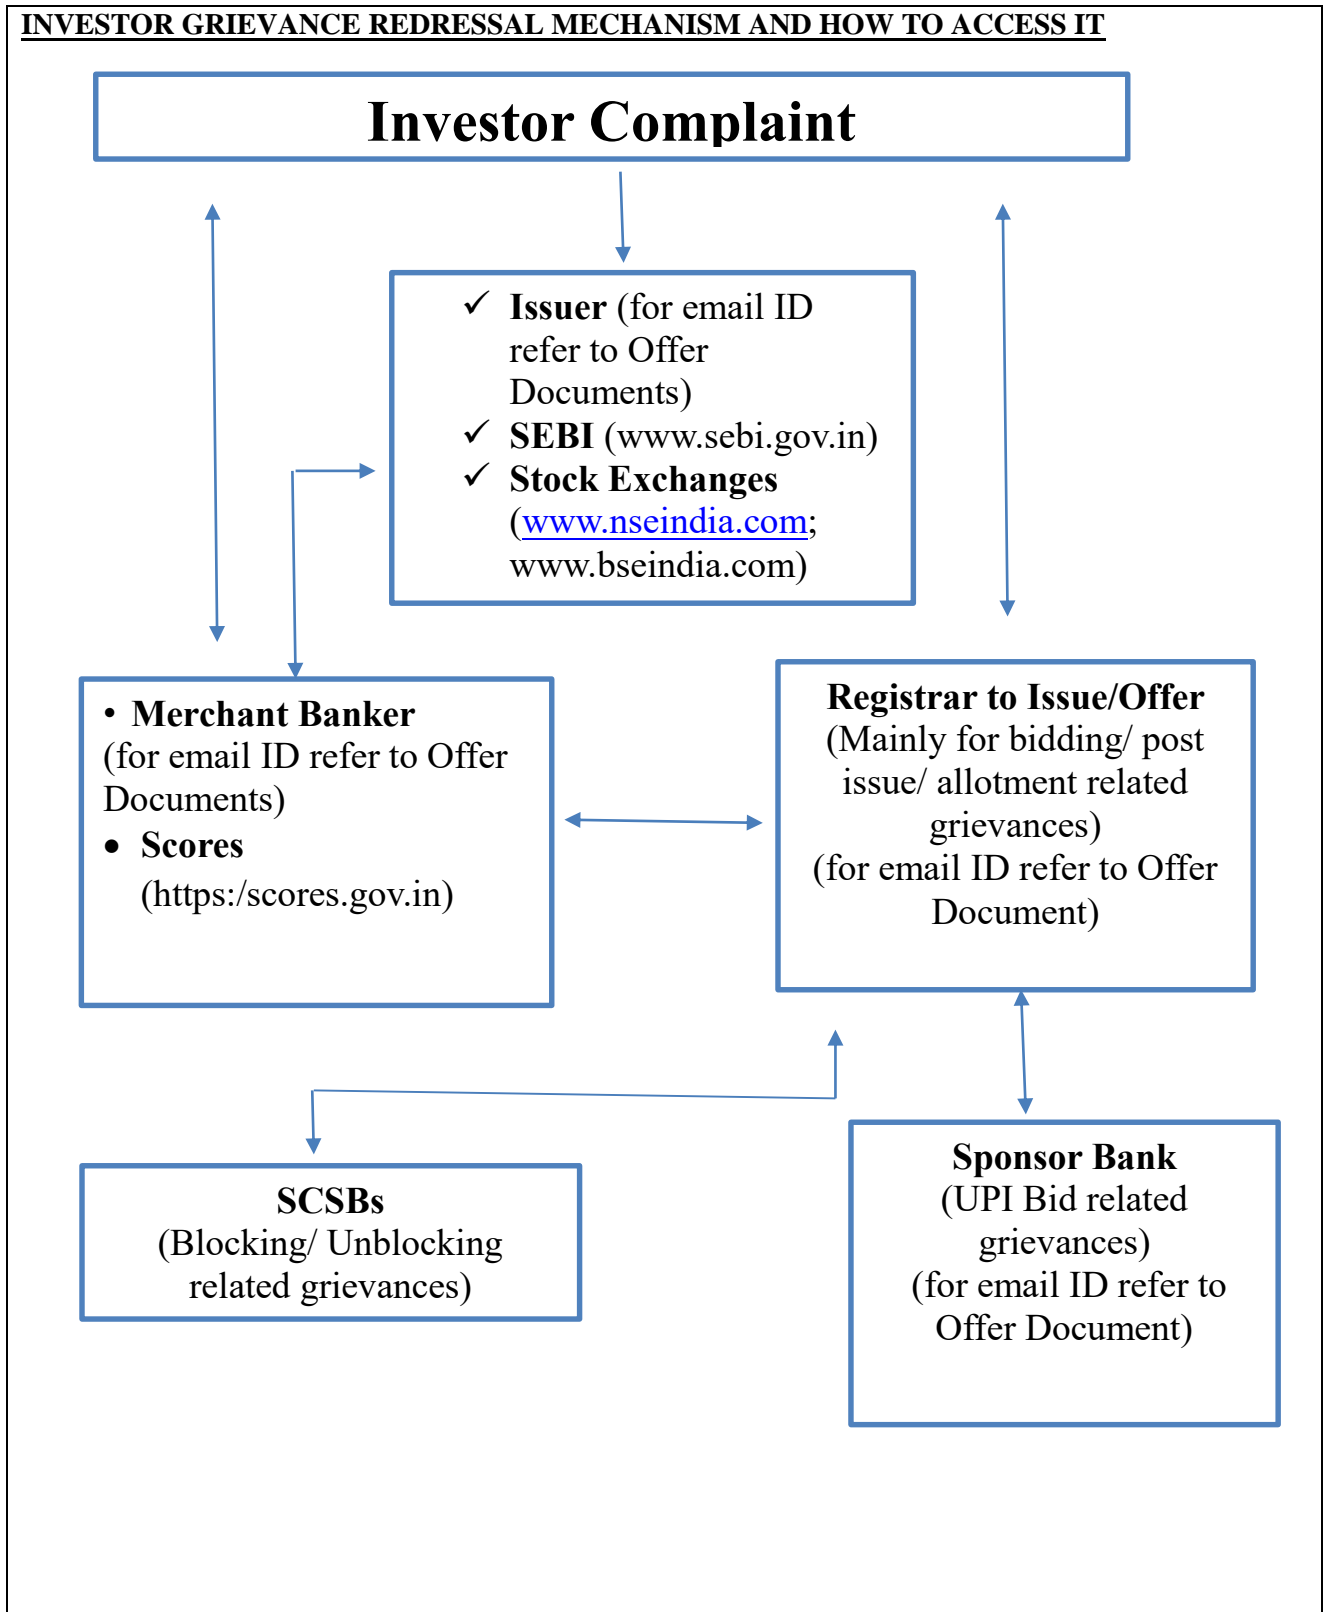 INVESTOR GRIEVANCE REDRESSAL MECHANISM AND HOW TO ACCESS IT
Investor Complaint
✓ Issuer (for email ID
refer to Offer
Documents)
✓ SEBI (www.sebi.gov.in)
✓ Stock Exchanges
(www.nseindia.com;
www.bseindia.com)
• Merchant Banker
(for email ID refer to Offer
Documents)
• Scores
(https:/scores.gov.in)
Registrar to Issue/Offer
(Mainly for bidding/ post
issue/ allotment related
grievances)
(for email ID refer to Offer
Document)
SCSBs
(Blocking/ Unblocking
related grievances)
Sponsor Bank
(UPI Bid related
grievances)
(for email ID refer to
Offer Document)